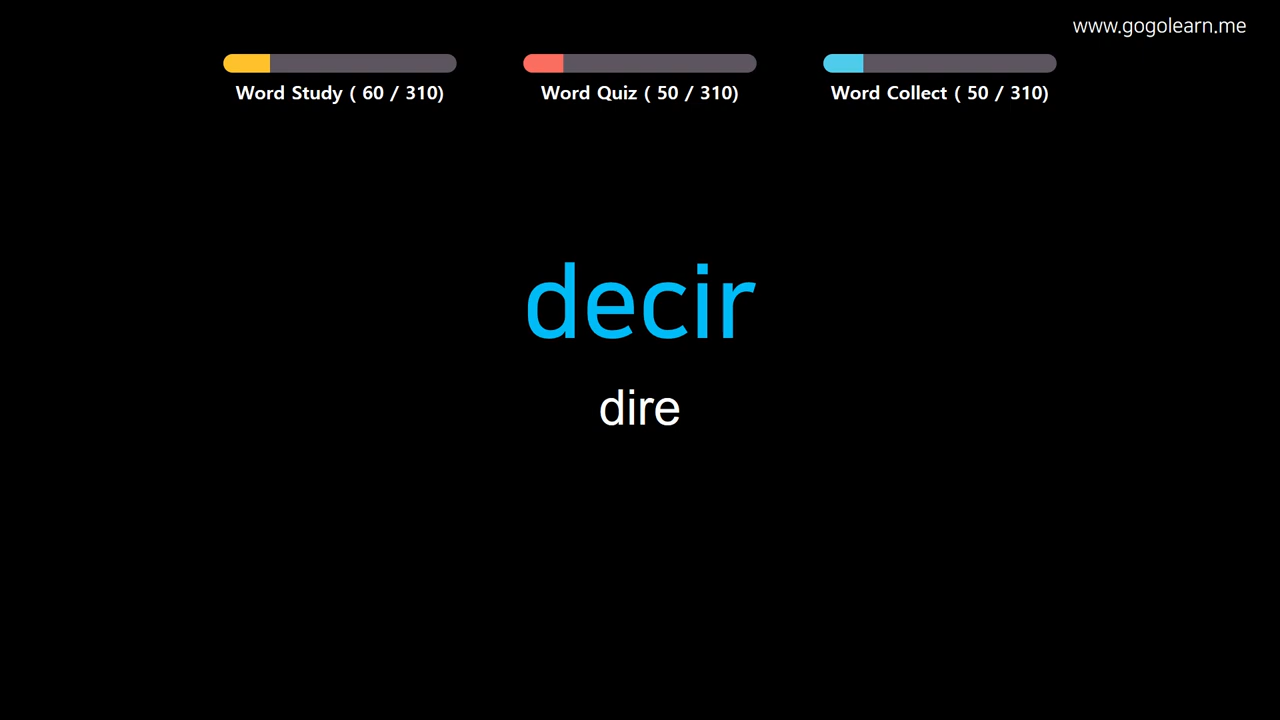 www.gogolearn.me
Word Study ( 60 / 310)
Word Quiz ( 50 / 310)
Word Collect ( 50 / 310)
decir
dire